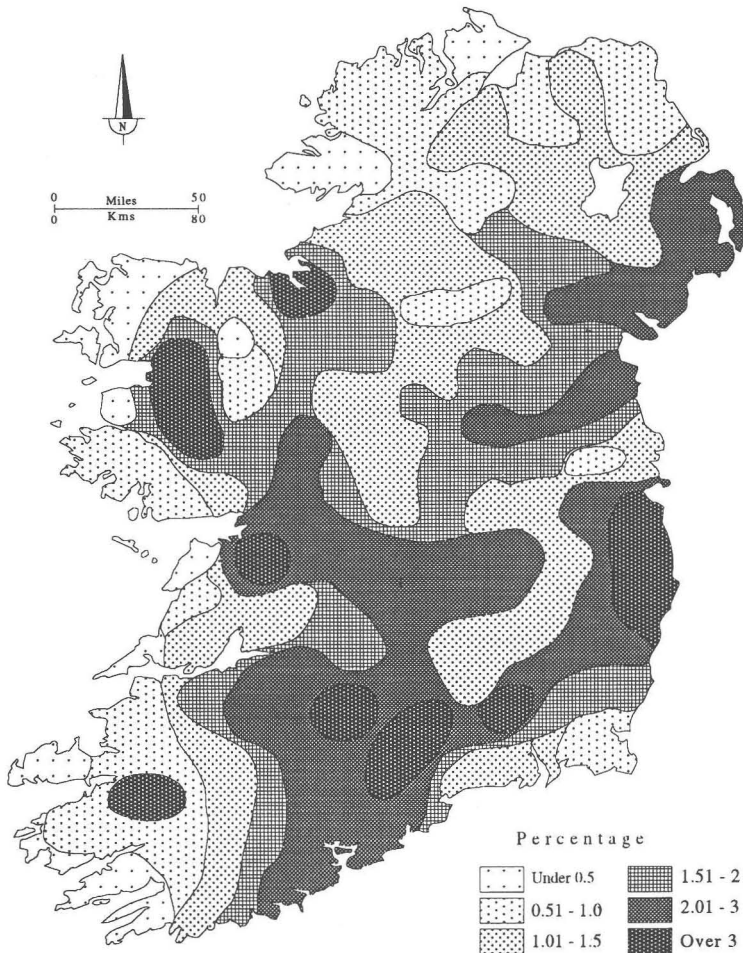 N
0 Miles 50
0 Kms 80
Percentage
Under 0.5
0.51 - 1.0
1.01 - 1.5
1.51 - 2
2.01 - 3
Over 3